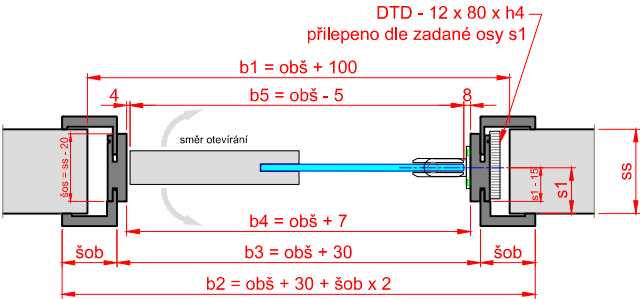 DTD - 12 x 80 x h4
přilepeno dle zadané osy s1
b1 = obš + 100
4
b5 = obš - 5
8
směr otevírání
šos = ss - 20
s1 - 15
s1
ss
b4 = obš + 7
šob
b3 = obš + 30
šob
b2 = obš + 30 + šob x 2